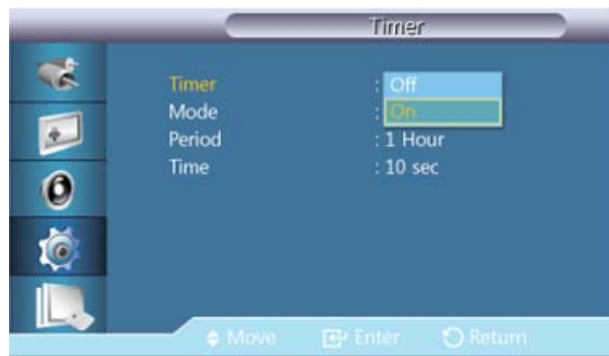 Timer
Timer : Off
Mode : On
Period : 1 Hour
Time : 10 sec
Move Enter Return